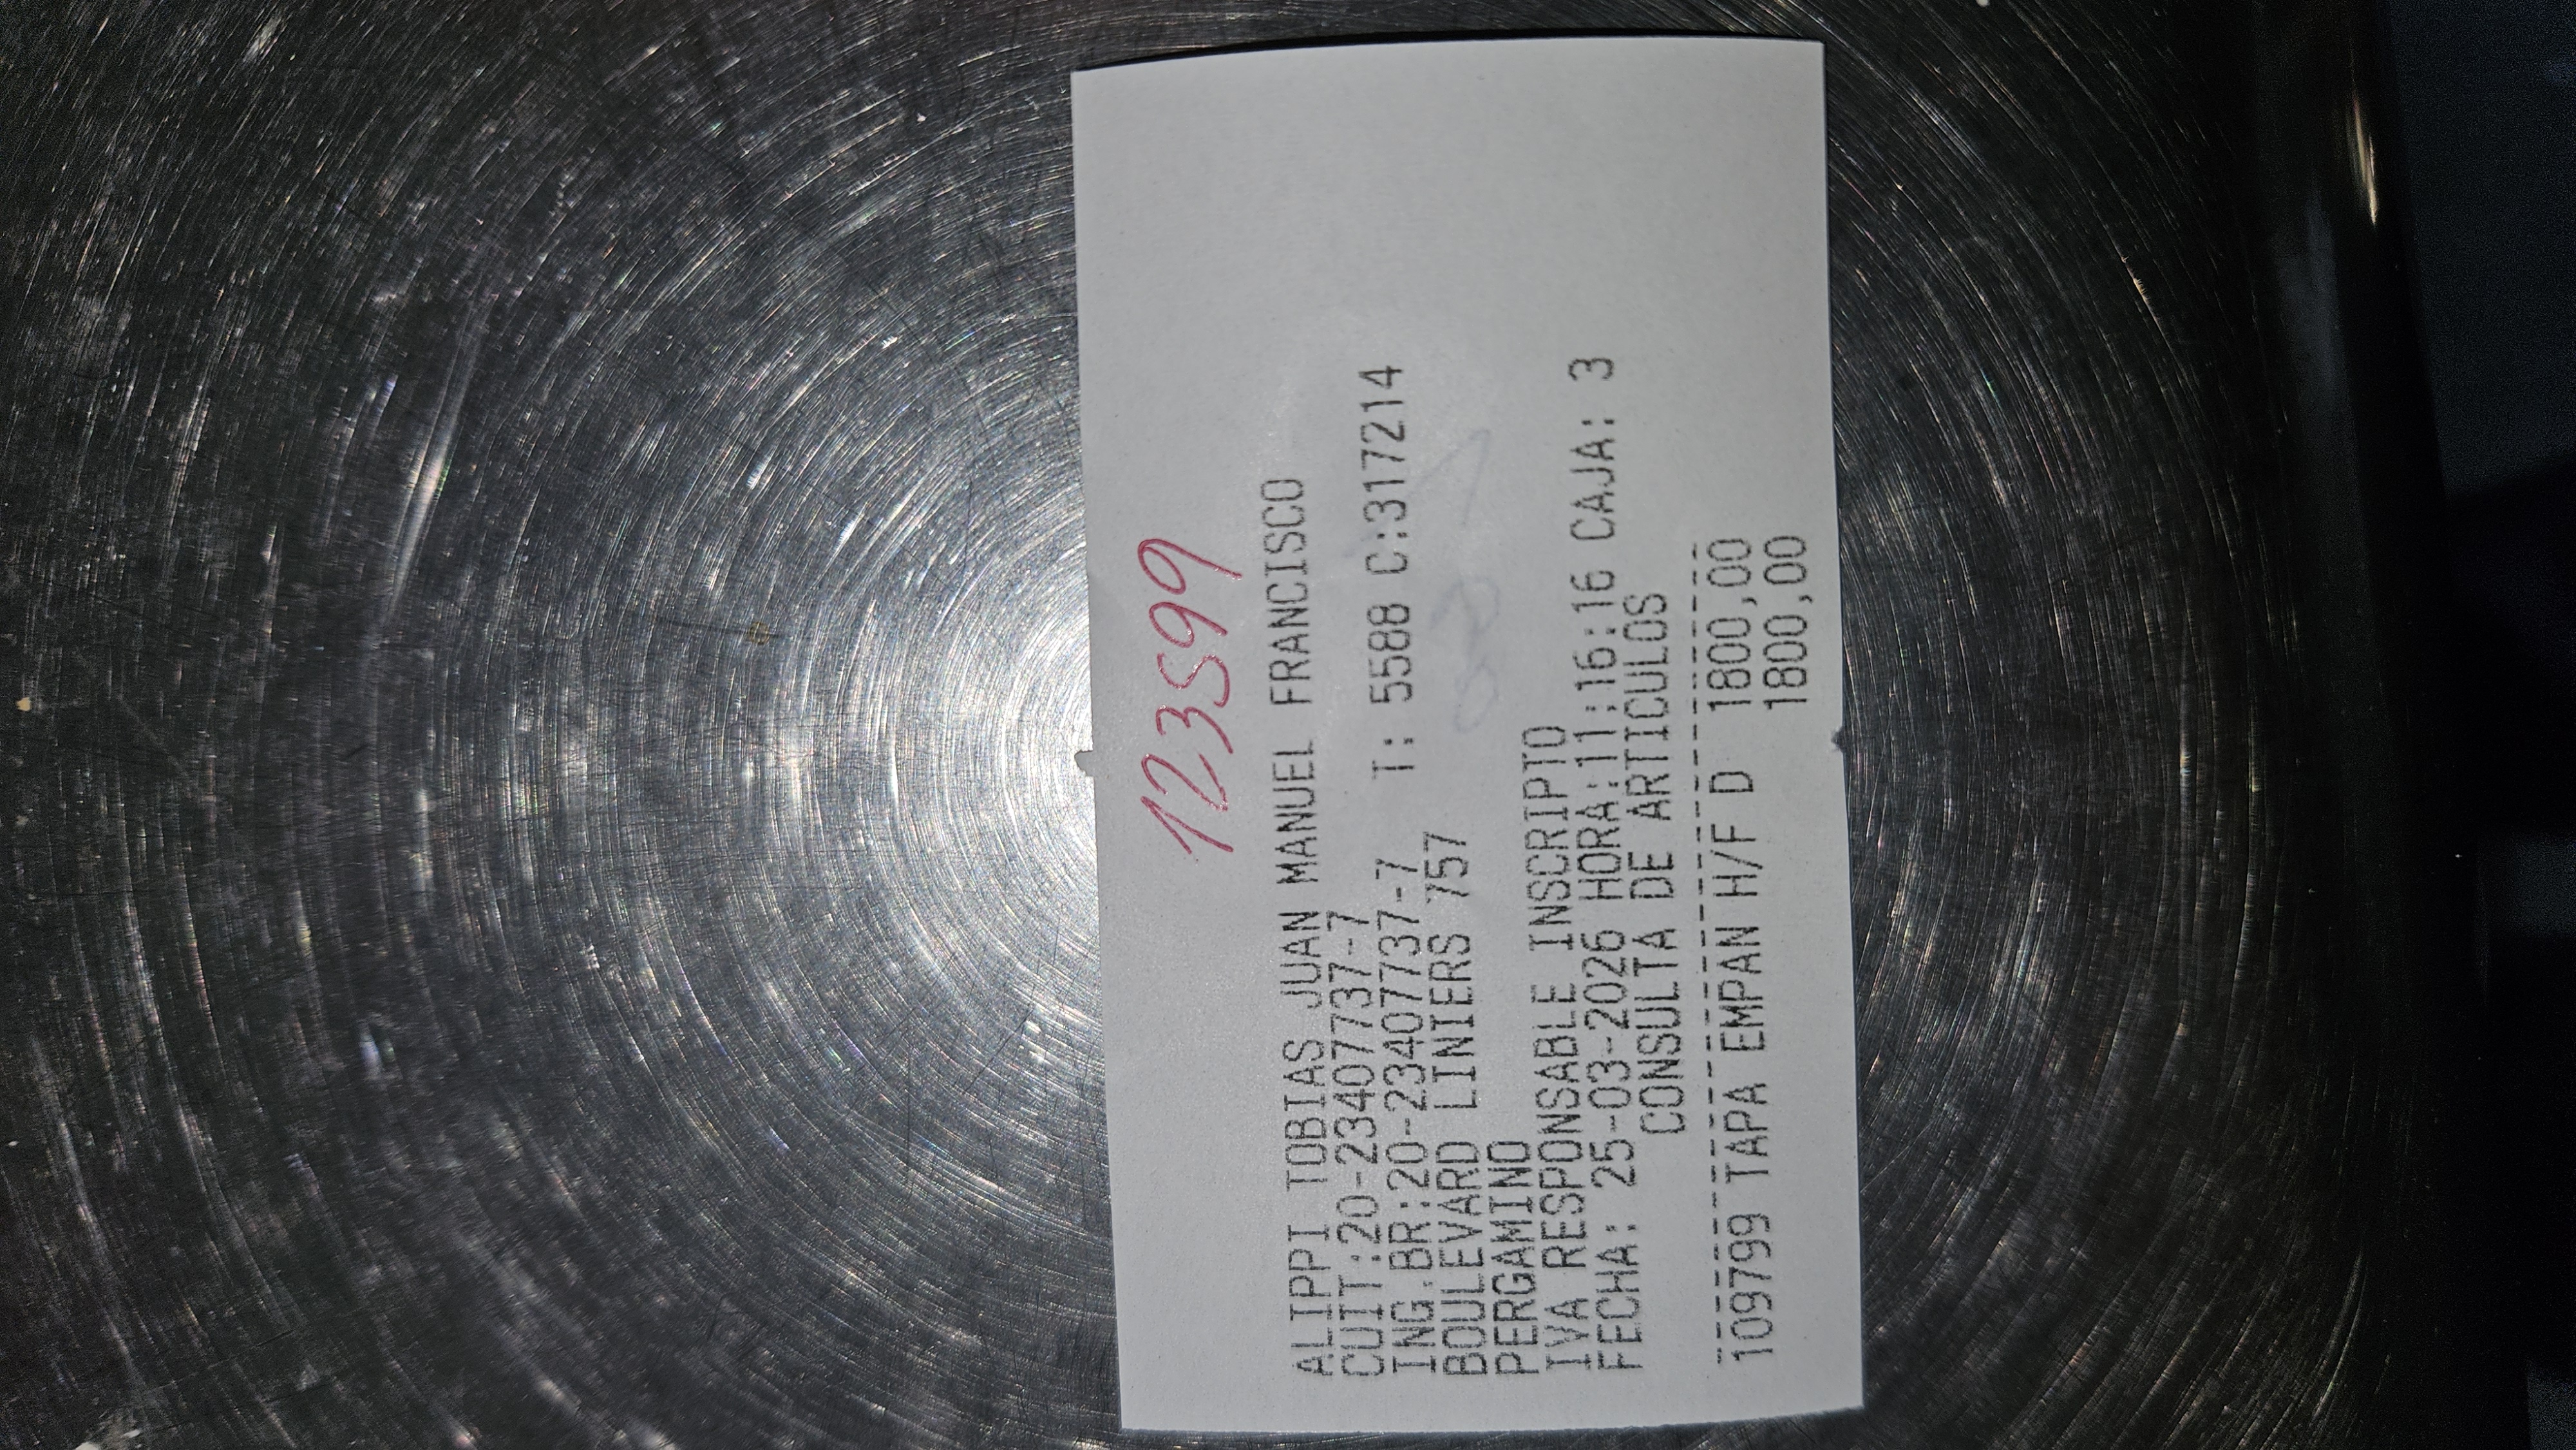 123599
ALIPPI TOBIAS JUAN MANUEL FRANCISCO
CUIT:20-23407737-7
ING.BR:20-23407737-7 T: 5588 C:3177214
BOULEVARD LINIERS 757
PERGAMINO
IVA RESPONSABLE INSCRIPTO
FECHA: 25-03-2026 HORA:11:16:16 CAJA: 3
CONSULTA DE ARTICULOS
----------------------------------------
109799 TAPA EMPAN H/F D 1800,00
1800,00